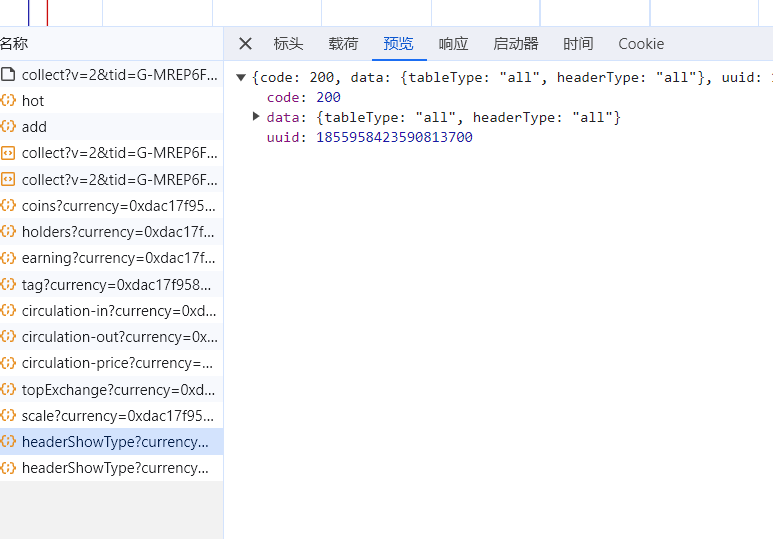 名称
标头 载荷 预览 响应 启动器 时间 Cookie
collect?v=2&tid=G-MREP6F...
hot
add
collect?v=2&tid=G-MREP6F...
collect?v=2&tid=G-MREP6F...
coins?currency=0xdac17f95...
holders?currency=0xdac17f...
earning?currency=0xdac17f...
tag?currency=0xdac17f958...
circulation-in?currency=0xd...
circulation-out?currency=0x...
circulation-price?currency=...
topExchange?currency=0xd...
scale?currency=0xdac17f95...
headerShowType?currency...
headerShowType?currency...
{code: 200, data: {tableType: "all", headerType: "all"}, uuid:
code: 200
data: {tableType: "all", headerType: "all"}
uuid: 1855958423590813700